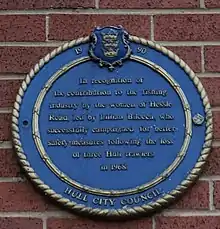 19 90
In recognition of
the contribution to the fishing
industry by the women of Hessle
Road, led by Lillian Bilocca, who
successfully campaigned for better
safety measures following the loss
of three Hull trawlers
in 1968.
HULL CITY COUNCIL